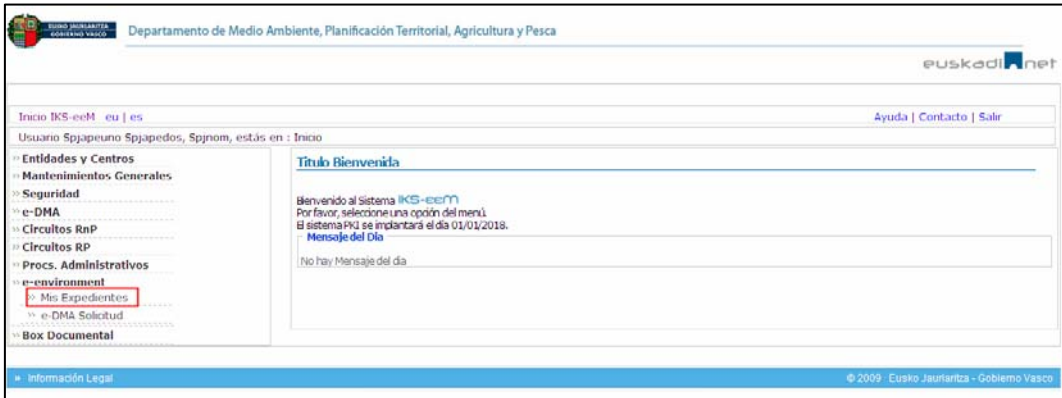 EUSKO JAURLARITZA
GOBIERNO VASCO
Departamento de Medio Ambiente, Planificación Territorial, Agricultura y Pesca
euskadi.net
Inicio IKS-eeM eu | es
Ayuda | Contacto | Salir
Usuario Spjapeuno Spjapedos, Spjnom, estás en : Inicio
» Entidades y Centros
» Mantenimientos Generales
» Seguridad
» e-DMA
» Circuitos RnP
» Circuitos RP
» Procs. Administrativos
» e-environment
» Mis Expedientes
» e-DMA Solicitud
» Box Documental
Titulo Bienvenida
Bienvenido al Sistema IKS-eeM
Por favor, seleccione una opción del menú.
El sistema PKI se implantará el día 01/01/2018.
Mensaje del Dia
No hay Mensaje del dia
» Información Legal
© 2009 Eusko Jaurlaritza - Gobierno Vasco